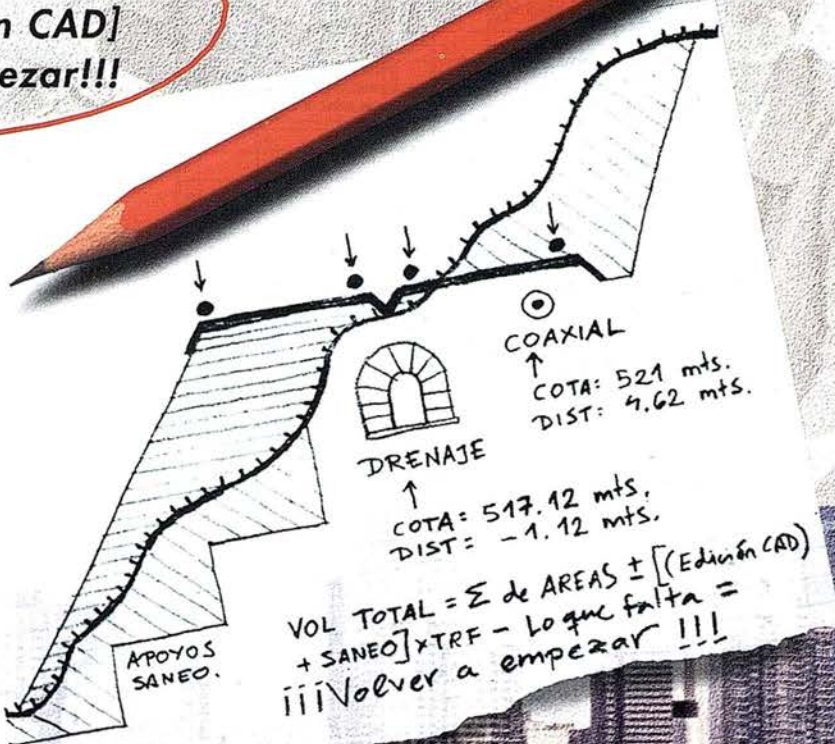 n CAD]
ezar!!!
COAXIAL
COTA: 521 mts.
DIST: 4.62 mts.
DRENAJE
COTA= 517.12 mts.
DIST= -1.12 mts.
APOYOS
SANEO.
VOL TOTAL = Σ de AREAS ± [(Edición CAD)
+ SANEO] x TRF - Lo que falta =
¡¡¡Volver a empezar !!!